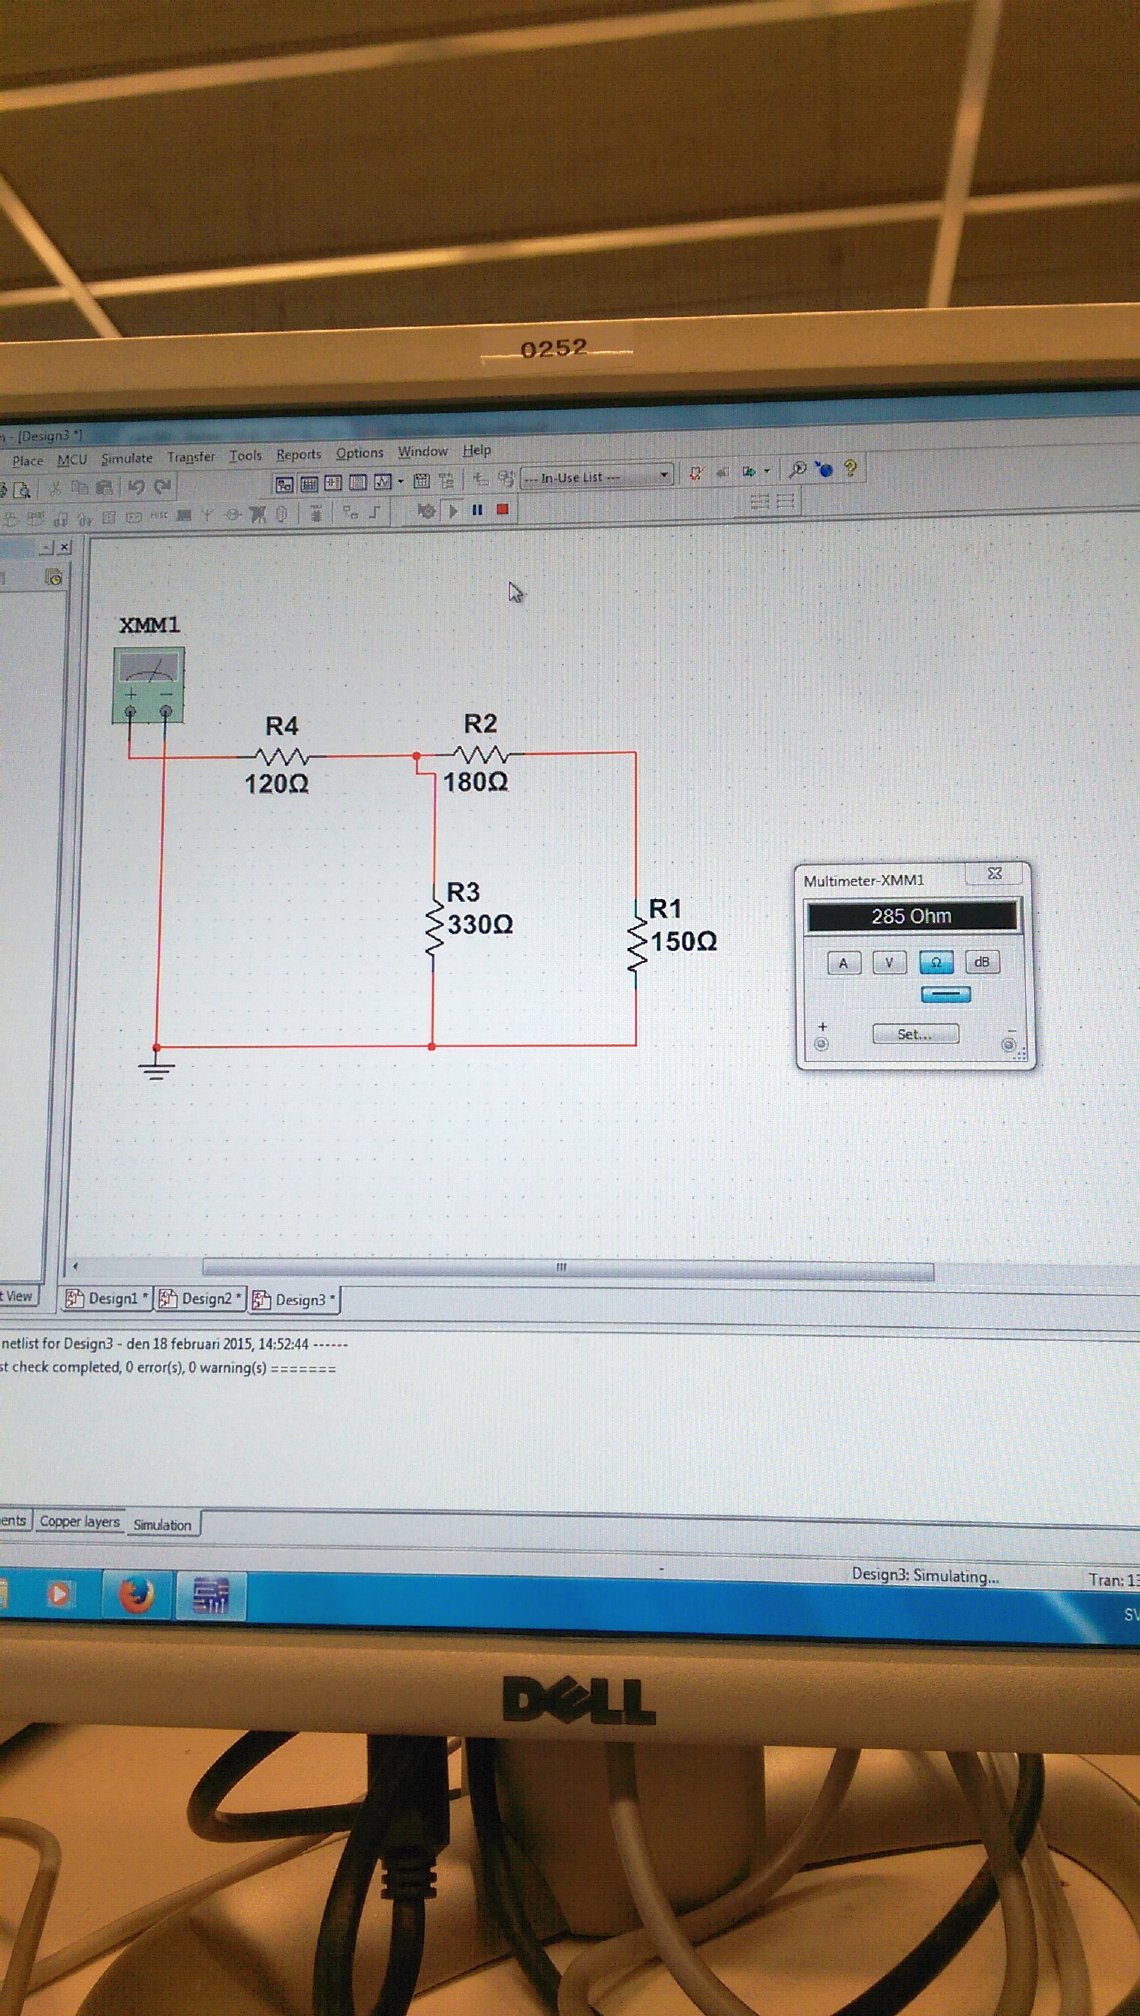 0252
- [Design3 *]
Place MCU Simulate Transfer Tools Reports Options Window Help
--- In-Use List ---
XMM1
+ −
R4
120Ω
R2
180Ω
R3
330Ω
R1
150Ω
Multimeter-XMM1
285 Ohm
A V Ω dB
+ Set... −
View Design1 * Design2 * Design3 *
netlist for Design3 - den 18 februari 2015, 14:52:44 ------
check completed, 0 error(s), 0 warning(s) =======
Copper layers Simulation
Design3: Simulating... Tran: 13
SV
DELL